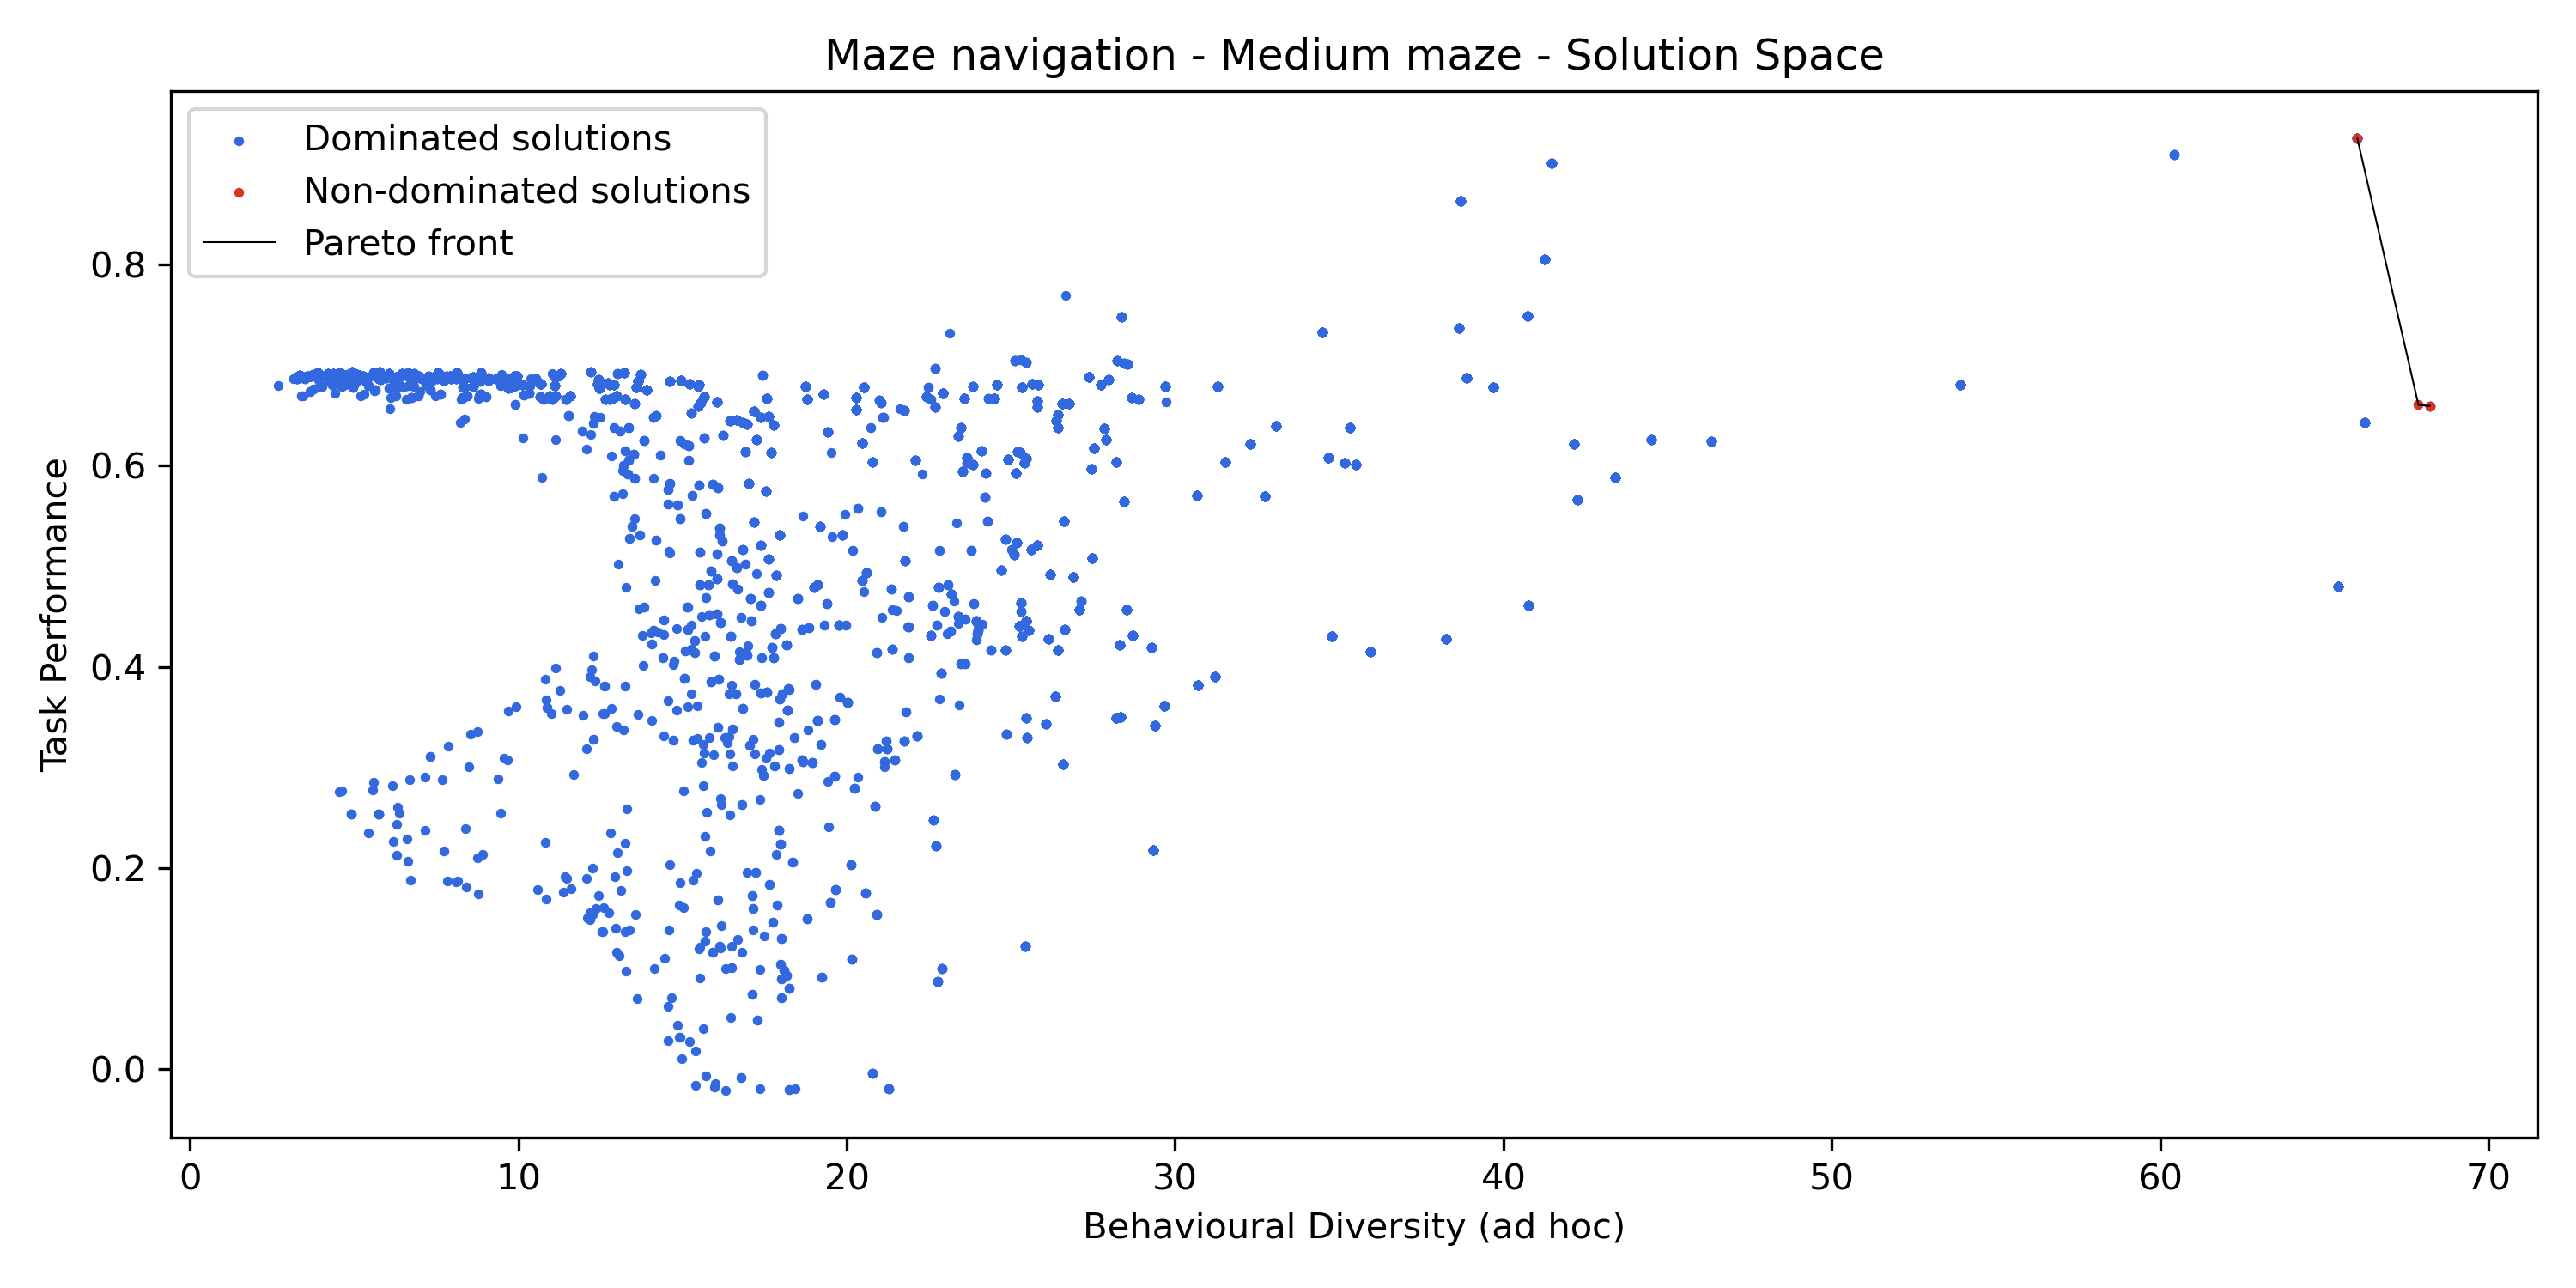 Maze navigation - Medium maze - Solution Space
Dominated solutions
Non-dominated solutions
Pareto front
0.8
0.6
0.4
0.2
0.0
Task Performance
0
10
20
30
40
50
60
70
Behavioural Diversity (ad hoc)